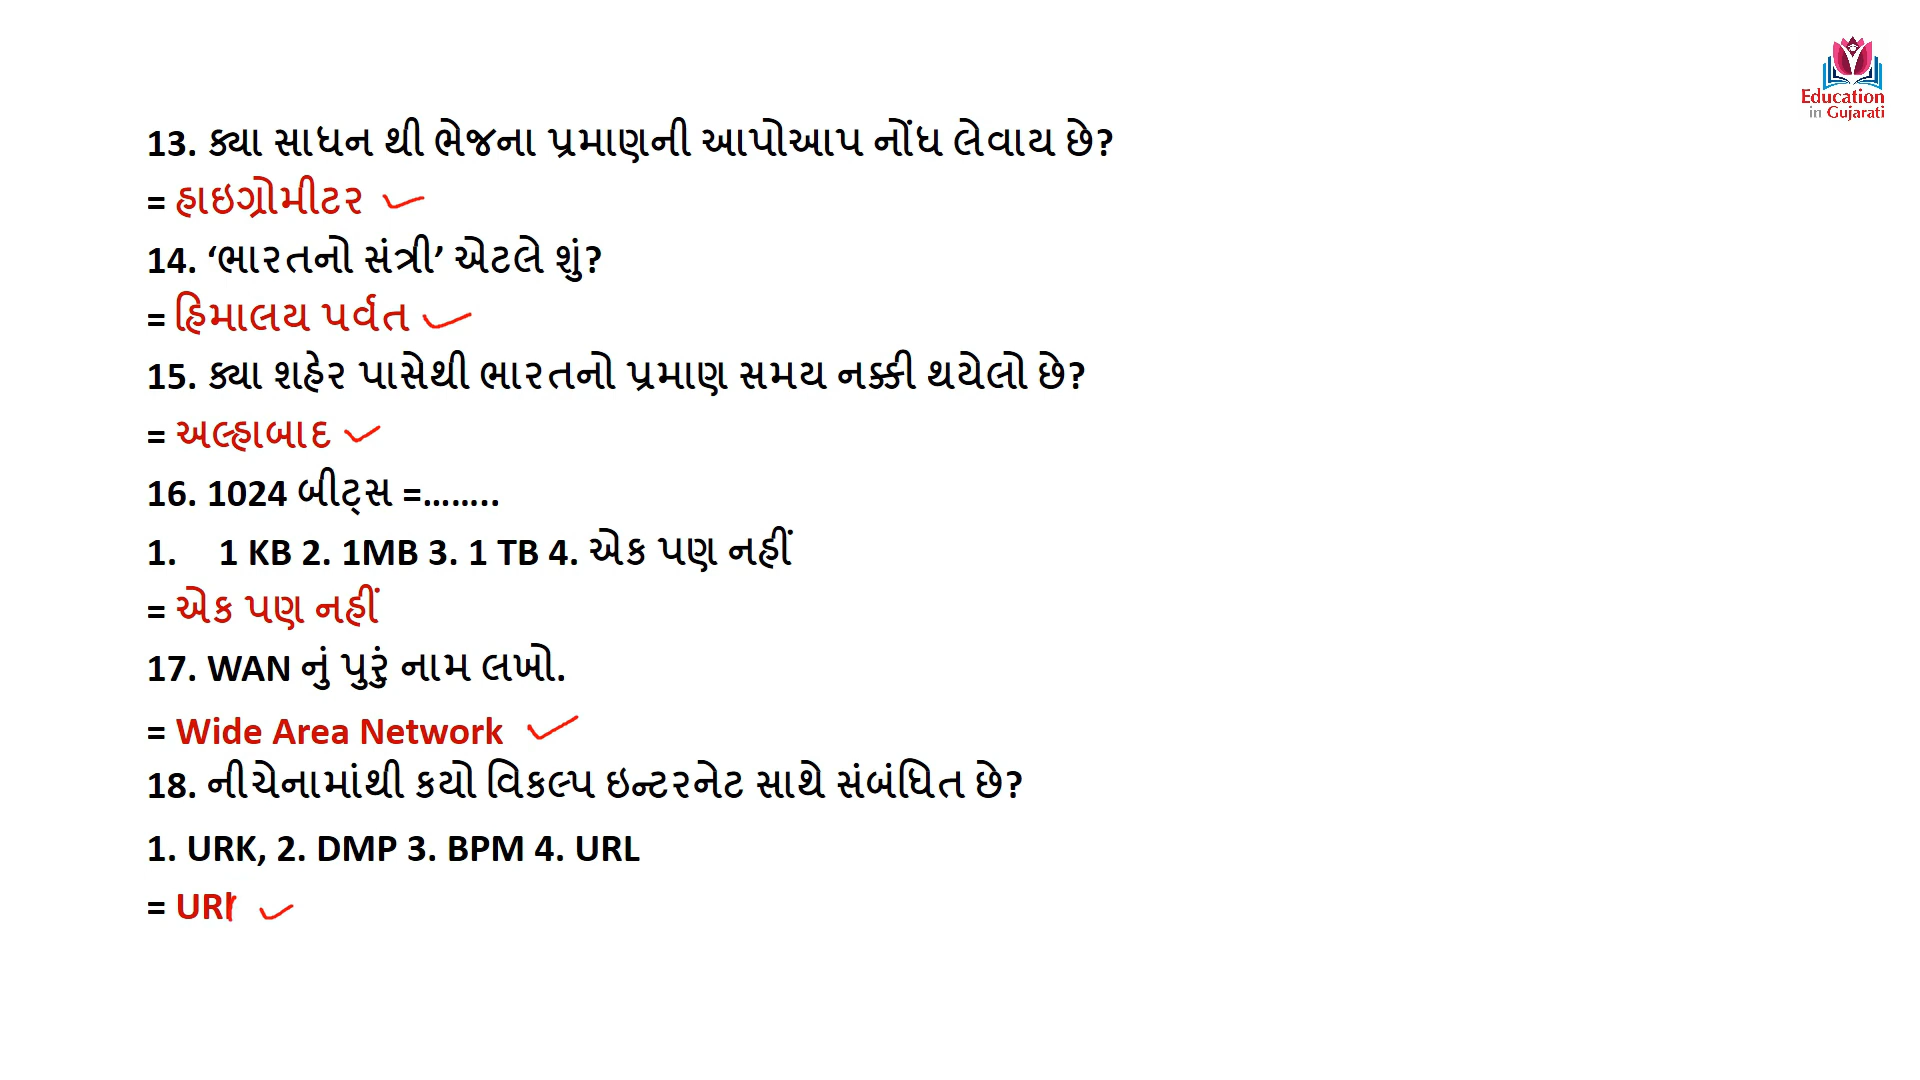 Education
in Gujarati
13. ક્યા સાધન થી ભેજના પ્રમાણની આપોઆપ નોંધ લેવાય છે?
= હાઇગ્રોમીટર
14. ‘ભારતનો સંત્રી’ એટલે શું?
= હિમાલય પર્વત
15. ક્યા શહેર પાસેથી ભારતનો પ્રમાણ સમય નક્કી થયેલો છે?
= અલ્હાબાદ
16. 1024 બીટ્સ =........
1. 1 KB 2. 1MB 3. 1 TB 4. એક પણ નહીં
= એક પણ નહીં
17. WAN નું પુરું નામ લખો.
= Wide Area Network
18. નીચેનામાંથી કયો વિકલ્પ ઇન્ટરનેટ સાથે સંબંધિત છે?
1. URK, 2. DMP 3. BPM 4. URL
=